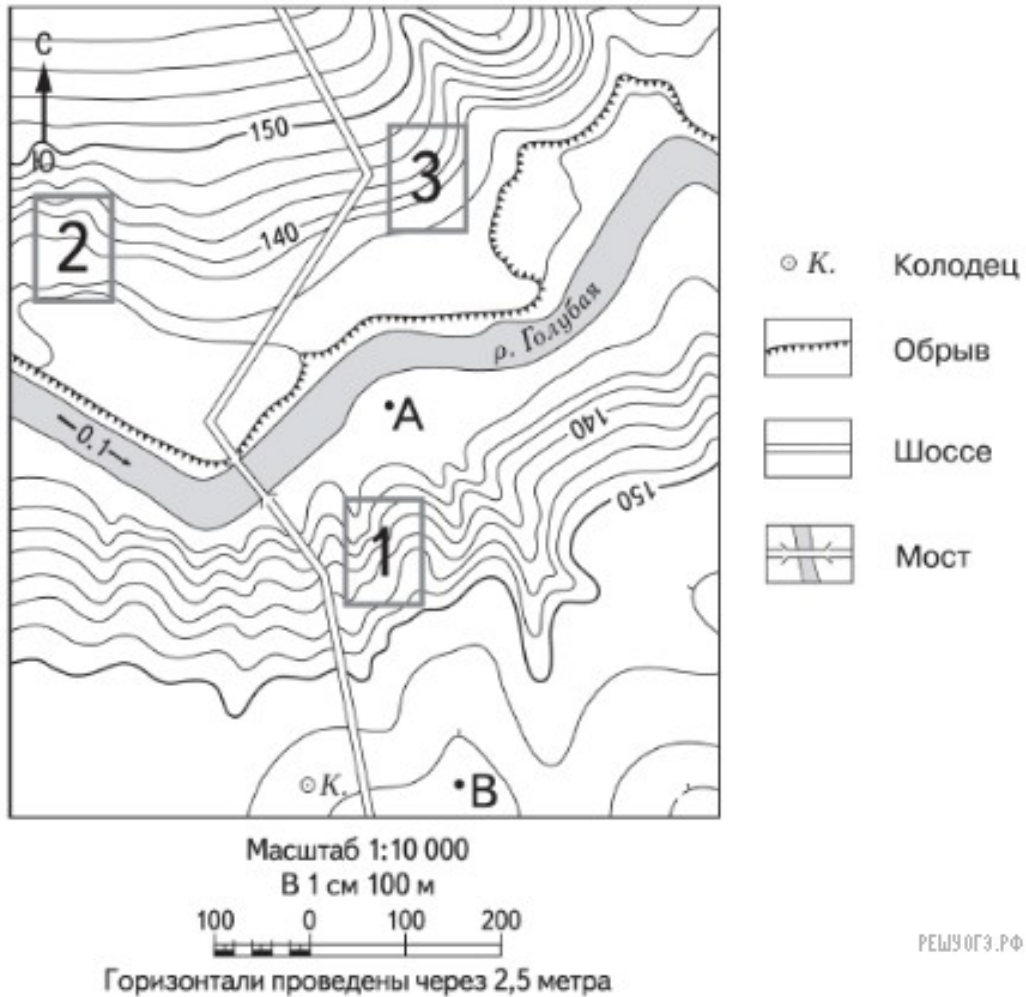 С
Ю
150
3
2
140
р. Голубая
А
0,1
140
150
1
К.
В
К. Колодец
Обрыв
Шоссе
Мост
Масштаб 1:10 000
В 1 см 100 м
100 0 100 200
Горизонтали проведены через 2,5 метра
РЕШУОГЭ.РФ